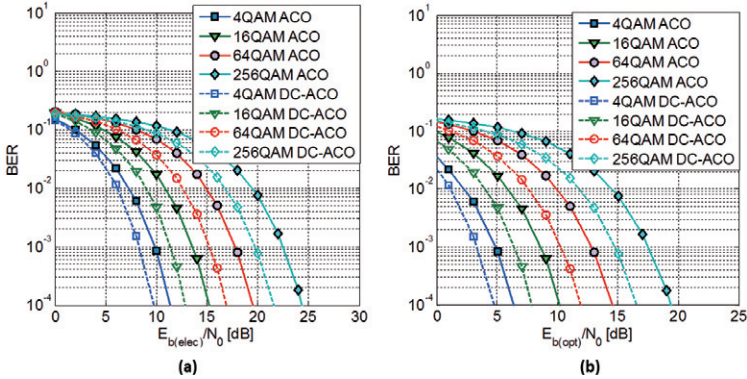 10^1
10^0
10^-1
10^-2
10^-3
10^-4
BER
0 5 10 15 20 25 30
E_b(elec)/N_0 [dB]
4QAM ACO
16QAM ACO
64QAM ACO
256QAM ACO
4QAM DC-ACO
16QAM DC-ACO
64QAM DC-ACO
256QAM DC-ACO
(a)
10^1
10^0
10^-1
10^-2
10^-3
10^-4
BER
0 5 10 15 20 25
E_b(opt)/N_0 [dB]
4QAM ACO
16QAM ACO
64QAM ACO
256QAM ACO
4QAM DC-ACO
16QAM DC-ACO
64QAM DC-ACO
256QAM DC-ACO
(b)